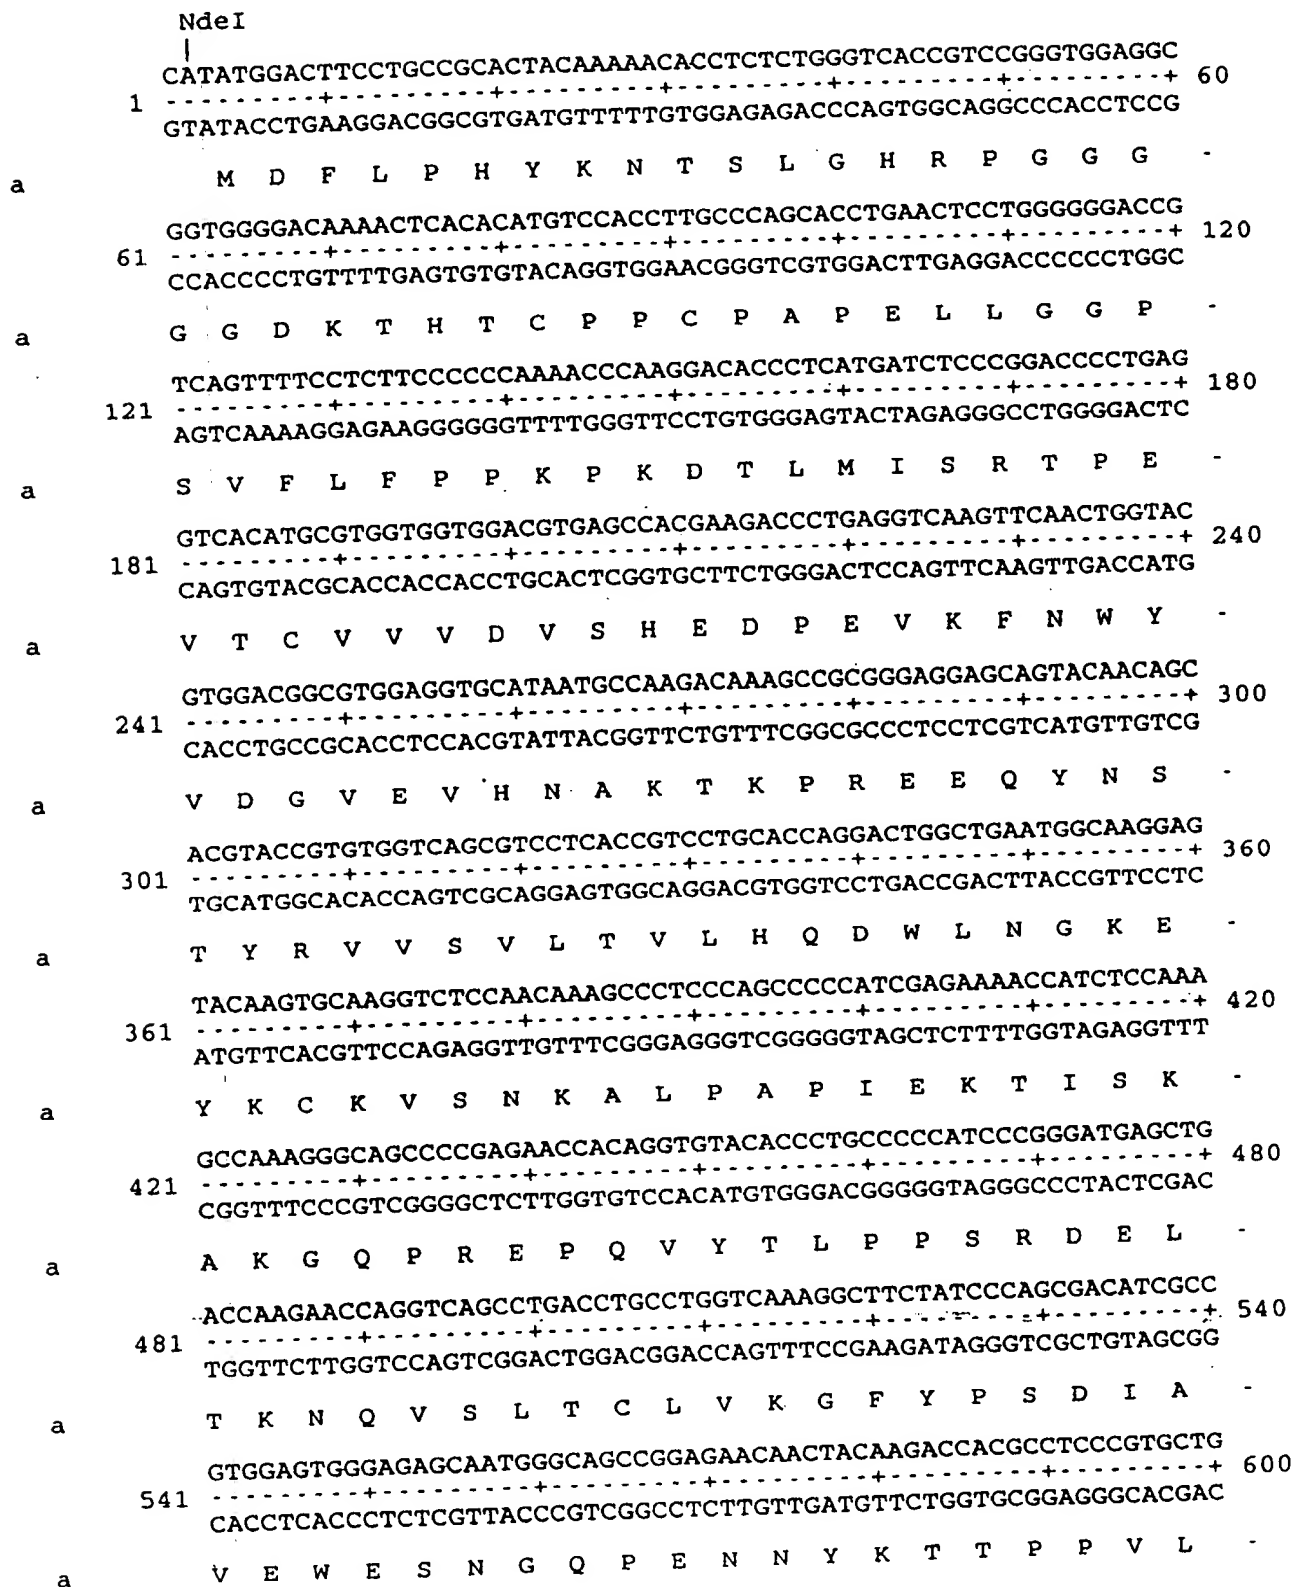 NdeI
|
CATATGGACTTCCTGCCGCACTACAAAAACACCTCTCTGGGTCACCGTCCGGGTGGAGGC
1 ---------+---------+---------+---------+---------+---------+ 60
GTATACCTGAAGGACGGCGTGATGTTTTTGTGGAGAGACCCAGTGGCAGGCCCACCTCCG
a M D F L P H Y K N T S L G H R P G G G -
GGTGGGGACAAAACTCACACATGTCCACCTTGCCCAGCACCTGAACTCCTGGGGGGACCG
61 ---------+---------+---------+---------+---------+---------+ 120
CCACCCCTGTTTTGAGTGTGTACAGGTGGAACGGGTCGTGGACTTGAGGACCCCCCTGGC
a G G D K T H T C P P C P A P E L L G G P -
TCAGTTTTCCTCTTCCCCCCAAAACCCAAGGACACCCTCATGATCTCCCGGACCCCTGAG
121 ---------+---------+---------+---------+---------+---------+ 180
AGTCAAAAGGAGAAGGGGGGTTTTGGGTTCCTGTGGGAGTACTAGAGGGCCTGGGGACTC
a S V F L F P P K P K D T L M I S R T P E -
GTCACATGCGTGGTGGTGGACGTGAGCCACGAAGACCCTGAGGTCAAGTTCAACTGGTAC
181 ---------+---------+---------+---------+---------+---------+ 240
CAGTGTACGCACCACCACCTGCACTCGGTGCTTCTGGGACTCCAGTTCAAGTTGACCATG
a V T C V V V D V S H E D P E V K F N W Y -
GTGGACGGCGTGGAGGTGCATAATGCCAAGACAAAGCCGCGGGAGGAGCAGTACAACAGC
241 ---------+---------+---------+---------+---------+---------+ 300
CACCTGCCGCACCTCCACGTATTACGGTTCTGTTTCGGCGCCCTCCTCGTCATGTTGTCG
a V D G V E V H N A K T K P R E E Q Y N S -
ACGTACCGTGTGGTCAGCGTCCTCACCGTCCTGCACCAGGACTGGCTGAATGGCAAGGAG
301 ---------+---------+---------+---------+---------+---------+ 360
TGCATGGCACACCAGTCGCAGGAGTGGCAGGACGTGGTCCTGACCGACTTACCGTTCCTC
a T Y R V V S V L T V L H Q D W L N G K E -
TACAAGTGCAAGGTCTCCAACAAAGCCCTCCCAGCCCCCATCGAGAAAACCATCTCCAAA
361 ---------+---------+---------+---------+---------+---------+ 420
ATGTTCACGTTCCAGAGGTTGTTTCGGGAGGGTCGGGGGTAGCTCTTTTGGTAGAGGTTT
a Y K C K V S N K A L P A P I E K T I S K -
GCCAAAGGGCAGCCCCGAGAACCACAGGTGTACACCCTGCCCCCATCCCGGGATGAGCTG
421 ---------+---------+---------+---------+---------+---------+ 480
CGGTTTCCCGTCGGGGCTCTTGGTGTCCACATGTGGGACGGGGGTAGGGCCCTACTCGAC
a A K G Q P R E P Q V Y T L P P S R D E L -
ACCAAGAACCAGGTCAGCCTGACCTGCCTGGTCAAAGGCTTCTATCCCAGCGACATCGCC
481 ---------+---------+---------+---------+---------+---------+ 540
TGGTTCTTGGTCCAGTCGGACTGGACGGACCAGTTTCCGAAGATAGGGTCGCTGTAGCGG
a T K N Q V S L T C L V K G F Y P S D I A -
GTGGAGTGGGAGAGCAATGGGCAGCCGGAGAACAACTACAAGACCACGCCTCCCGTGCTG
541 ---------+---------+---------+---------+---------+---------+ 600
CACCTCACCCTCTCGTTACCCGTCGGCCTCTTGTTGATGTTCTGGTGCGGAGGGCACGAC
a V E W E S N G Q P E N N Y K T T P P V L -